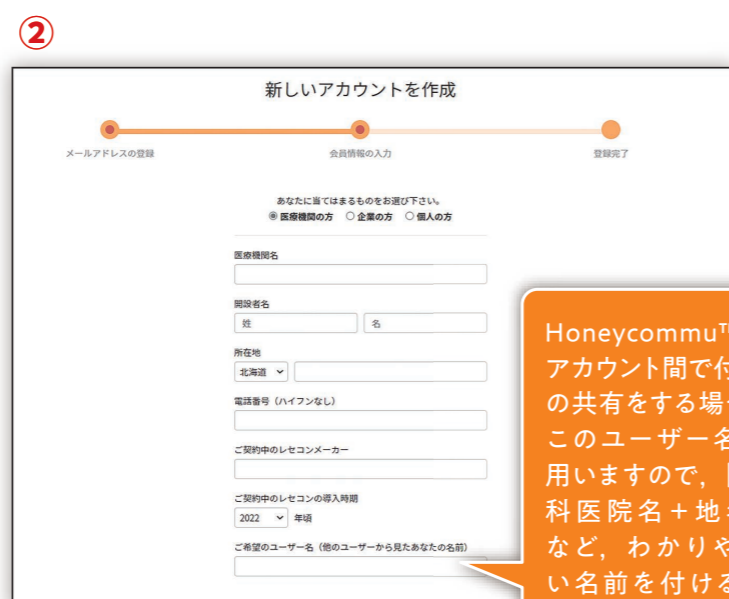 ②
新しいアカウントを作成
メールアドレスの登録
会員情報の入力
登録完了
あなたに当てはまるものをお選び下さい。
医療機関の方 企業の方 個人の方
医療機関名
開設者名
姓 名
所在地
北海道
電話番号（ハイフンなし）
ご契約中のレセコンメーカー
ご契約中のレセコンの導入時期
2022 年頃
ご希望のユーザー名（他のユーザーから見たあなたの名前）
Honeycommu™
アカウント間で
の共有をする場
このユーザー名
用いますので，
科医院名＋地
など，わかりや
い名前を付ける